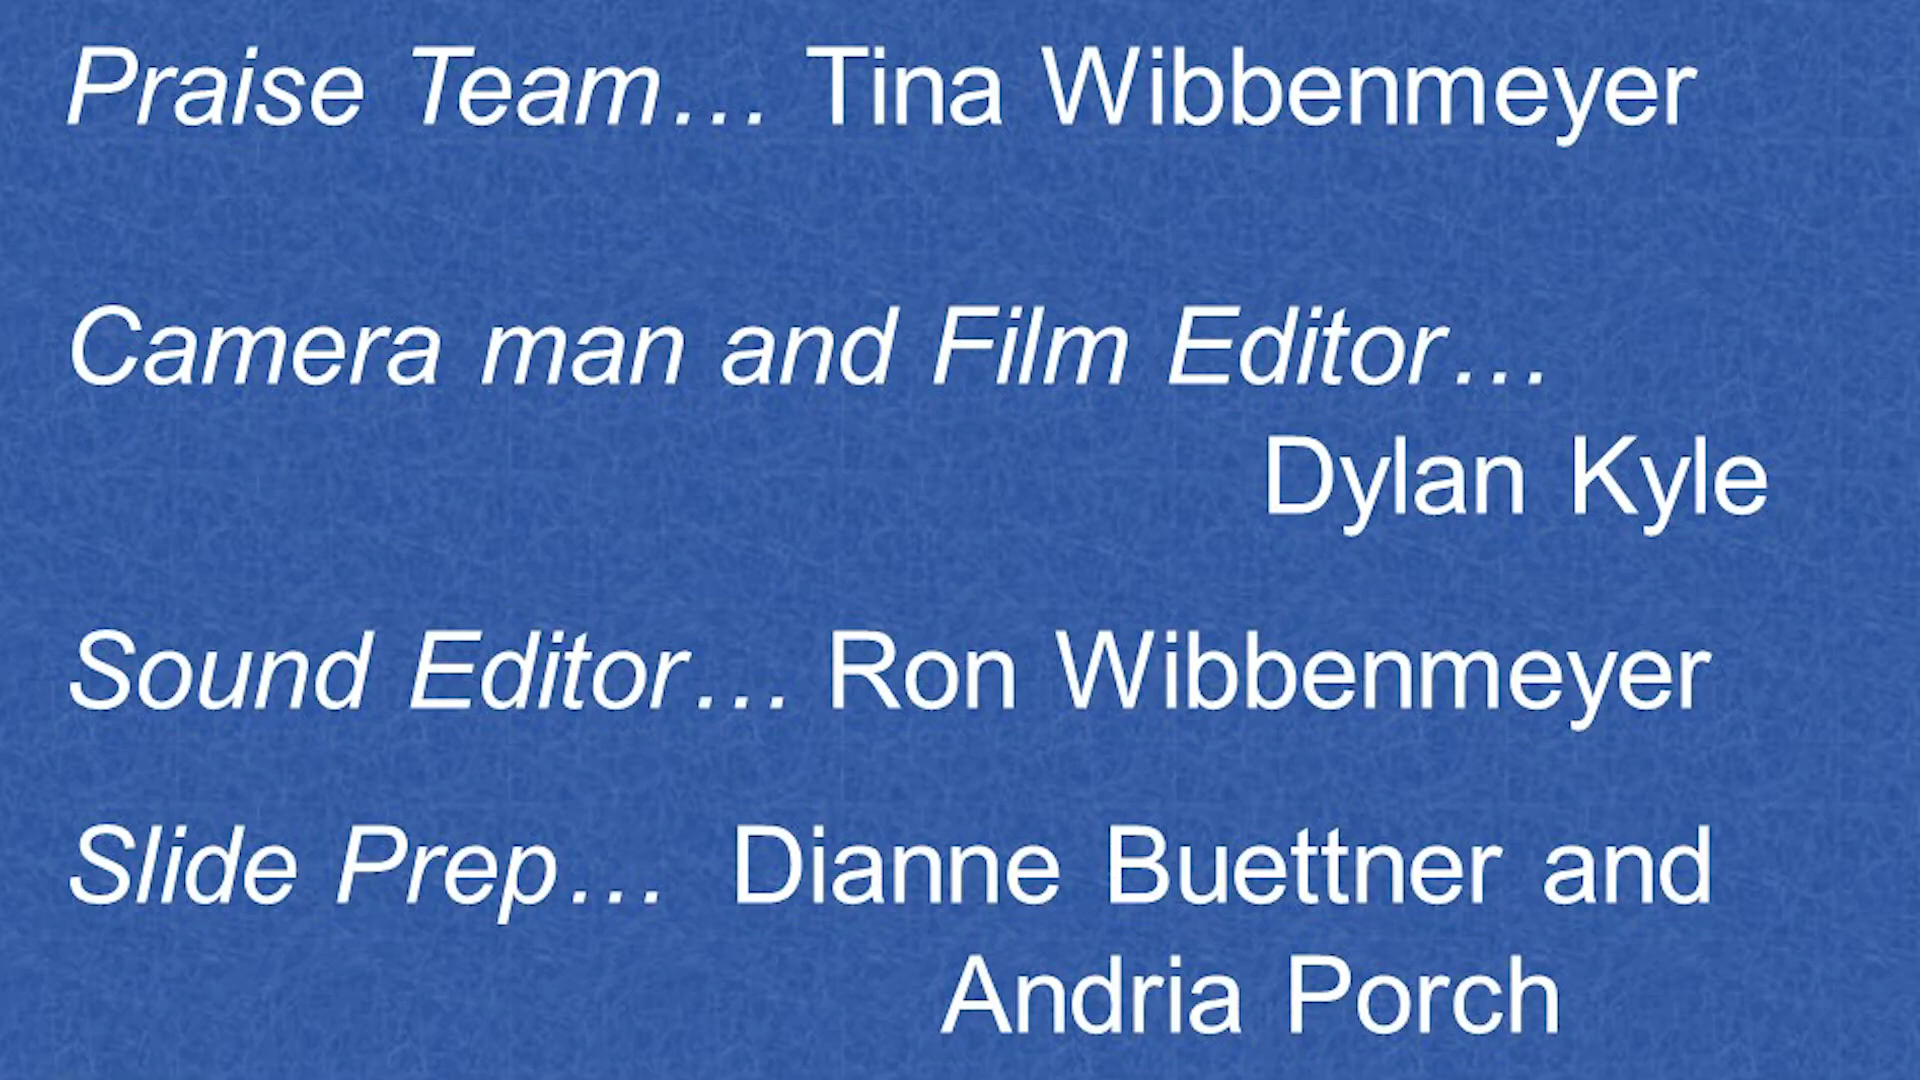 Praise Team… Tina Wibbenmeyer
Camera man and Film Editor…
Dylan Kyle
Sound Editor… Ron Wibbenmeyer
Slide Prep… Dianne Buettner and
Andria Porch